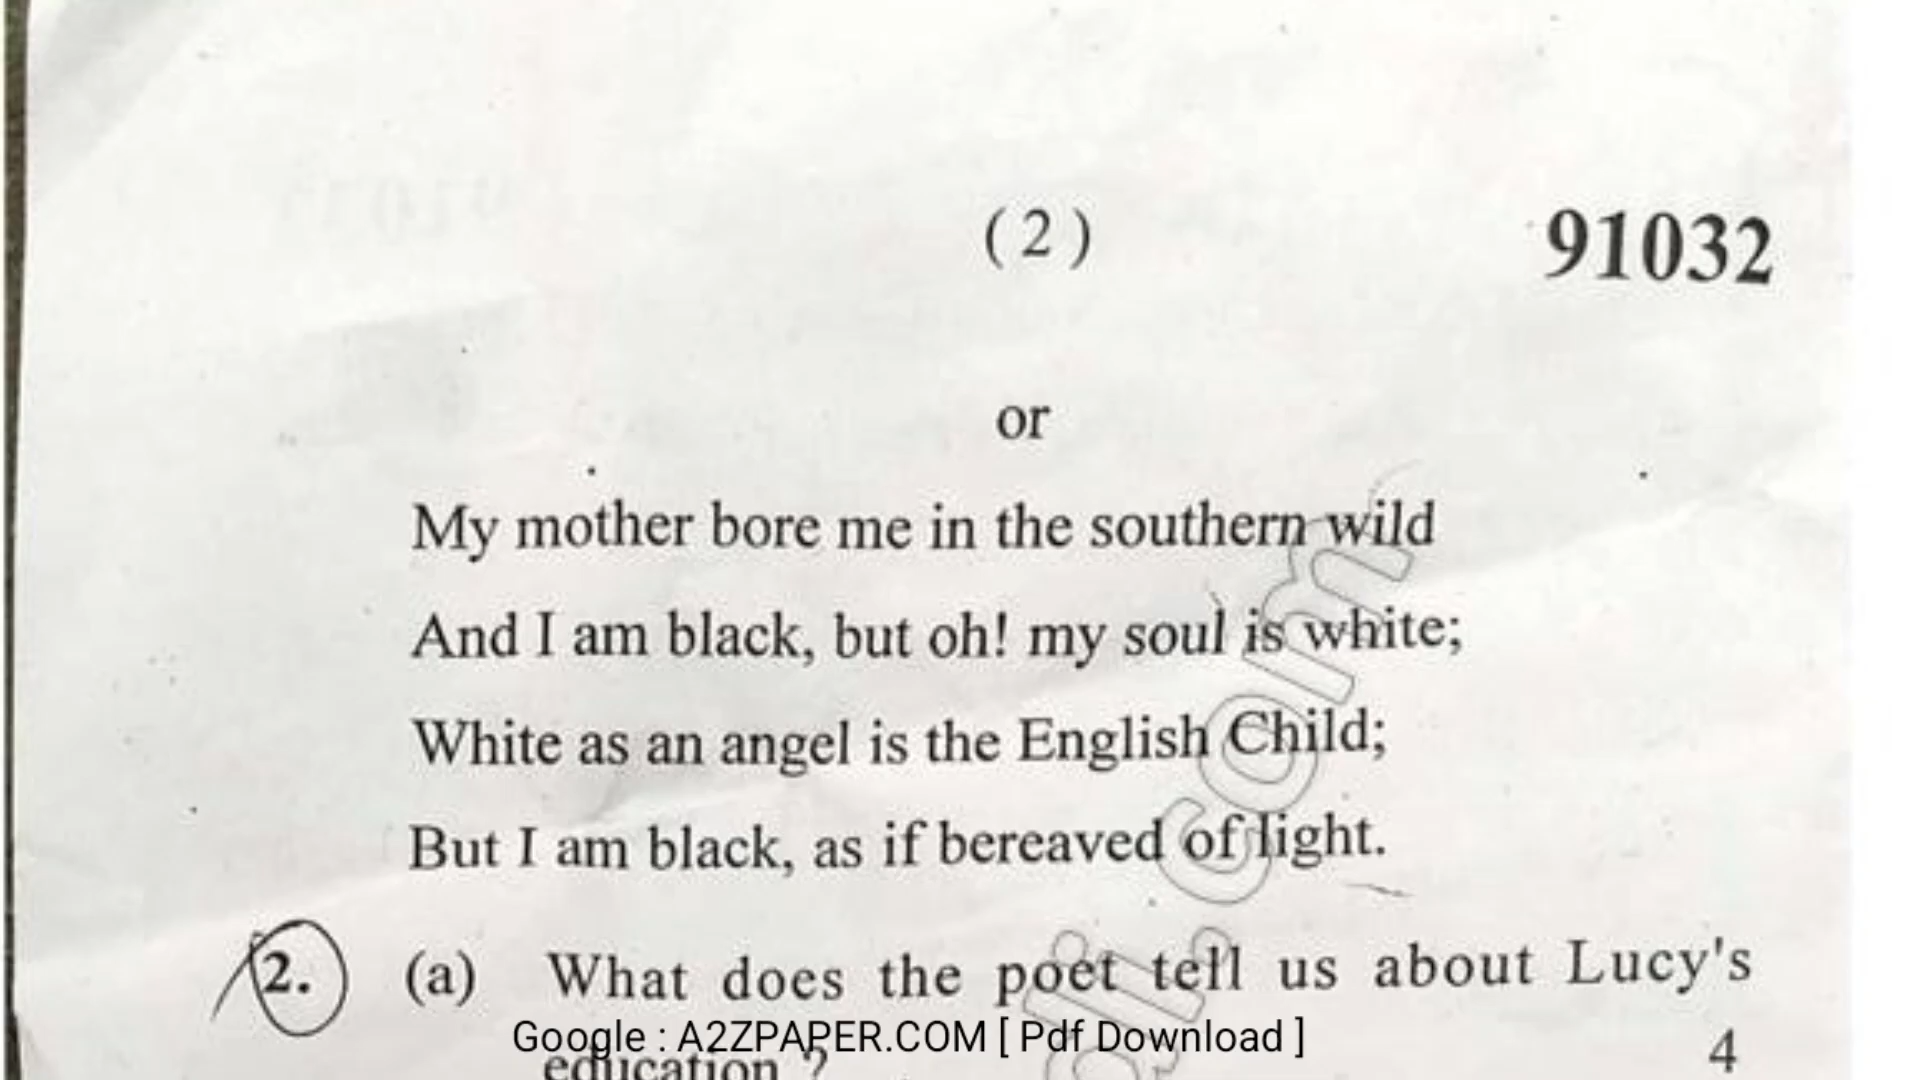 (2)
91032
or
My mother bore me in the southern wild
And I am black, but oh! my soul is white;
White as an angel is the English Child;
But I am black, as if bereaved of light.
2. (a) What does the poet tell us about Lucy's
education ? 4
Google : A2ZPAPER.COM [ Pdf Download ]
.com